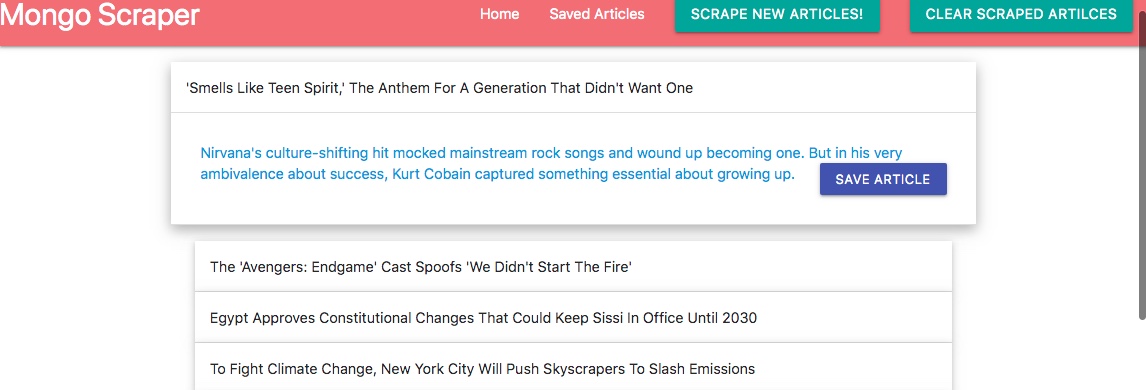 Mongo Scraper
Home
Saved Articles
SCRAPE NEW ARTICLES!
CLEAR SCRAPED ARTILCES
'Smells Like Teen Spirit,' The Anthem For A Generation That Didn't Want One
Nirvana's culture-shifting hit mocked mainstream rock songs and wound up becoming one. But in his very
ambivalence about success, Kurt Cobain captured something essential about growing up.
SAVE ARTICLE
The 'Avengers: Endgame' Cast Spoofs 'We Didn't Start The Fire'
Egypt Approves Constitutional Changes That Could Keep Sissi In Office Until 2030
To Fight Climate Change, New York City Will Push Skyscrapers To Slash Emissions